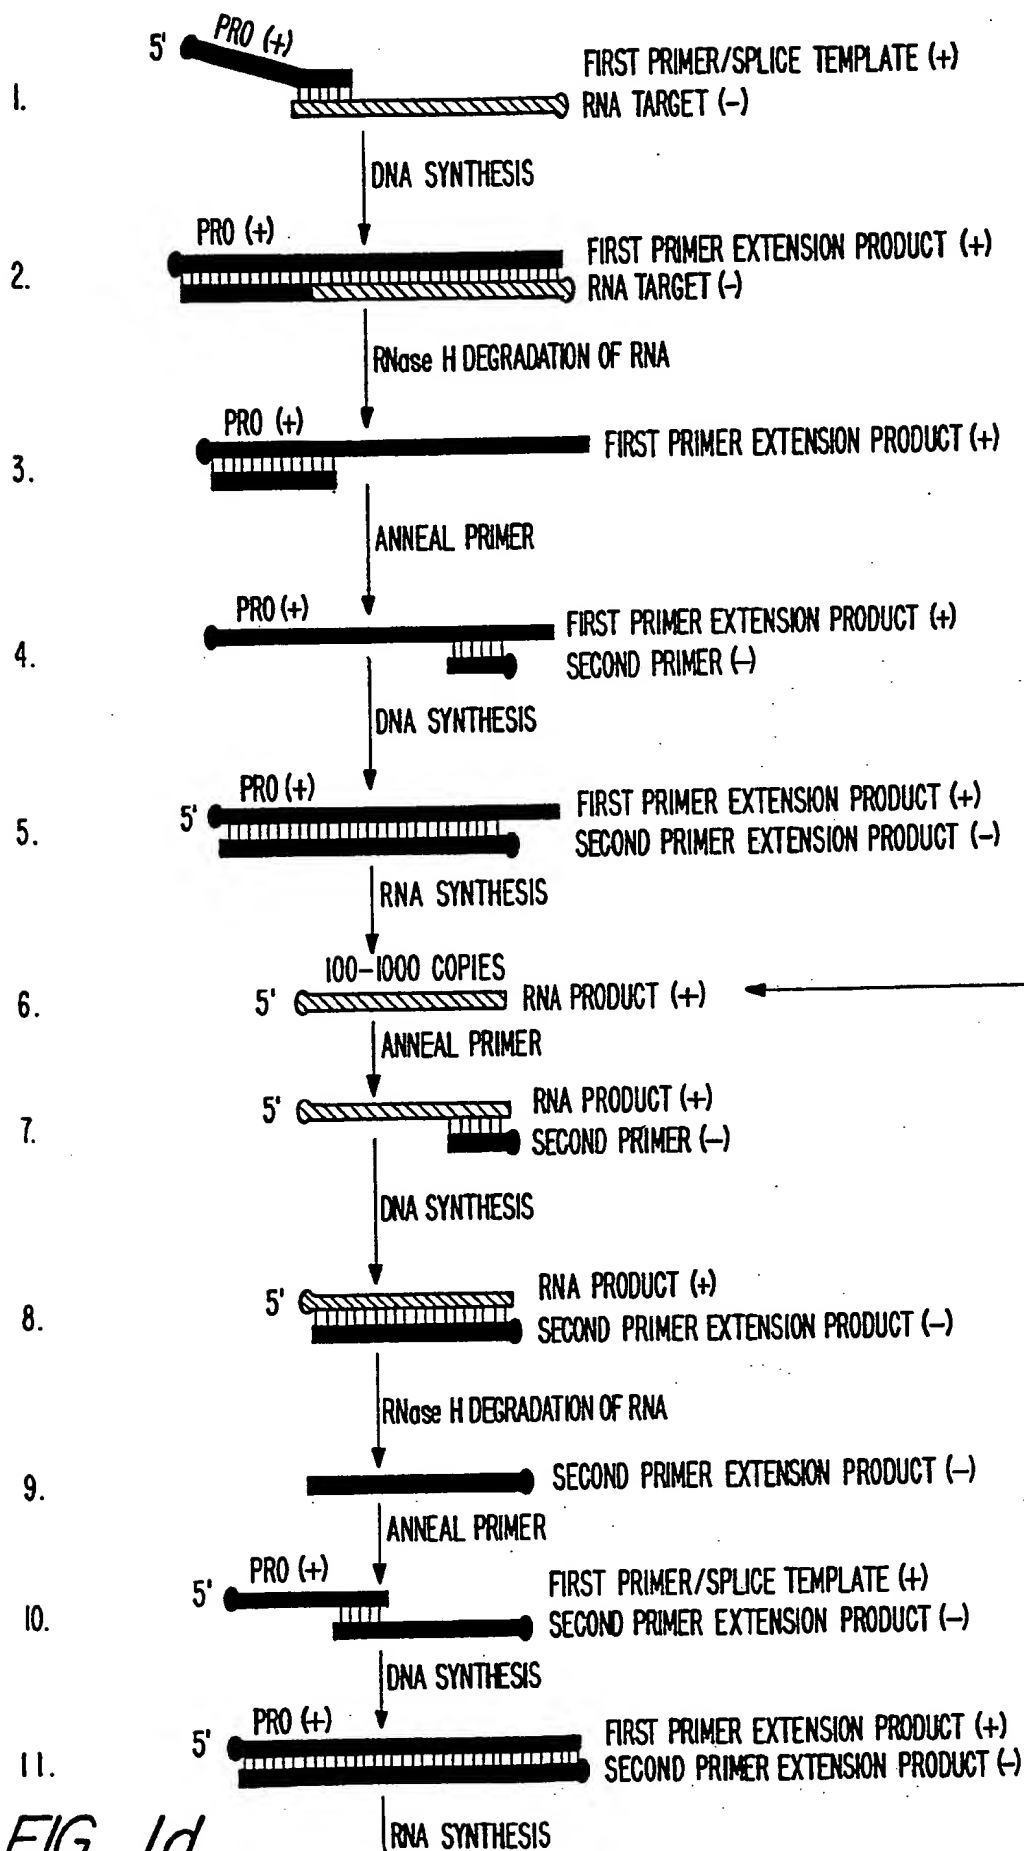 5' PRO (+)
FIRST PRIMER/SPLICE TEMPLATE (+)
1.
RNA TARGET (-)
DNA SYNTHESIS
PRO (+)
FIRST PRIMER EXTENSION PRODUCT (+)
2.
RNA TARGET (-)
RNase H DEGRADATION OF RNA
PRO (+)
FIRST PRIMER EXTENSION PRODUCT (+)
3.
ANNEAL PRIMER
PRO (+)
FIRST PRIMER EXTENSION PRODUCT (+)
4.
SECOND PRIMER (-)
DNA SYNTHESIS
PRO (+)
5' FIRST PRIMER EXTENSION PRODUCT (+)
5.
SECOND PRIMER EXTENSION PRODUCT (-)
RNA SYNTHESIS
100-1000 COPIES
6. 5' RNA PRODUCT (+)
ANNEAL PRIMER
5' RNA PRODUCT (+)
7.
SECOND PRIMER (-)
DNA SYNTHESIS
5' RNA PRODUCT (+)
8.
SECOND PRIMER EXTENSION PRODUCT (-)
RNase H DEGRADATION OF RNA
9. SECOND PRIMER EXTENSION PRODUCT (-)
ANNEAL PRIMER
PRO (+)
5' FIRST PRIMER/SPLICE TEMPLATE (+)
10.
SECOND PRIMER EXTENSION PRODUCT (-)
DNA SYNTHESIS
PRO (+)
5' FIRST PRIMER EXTENSION PRODUCT (+)
11.
SECOND PRIMER EXTENSION PRODUCT (-)
RNA SYNTHESIS
FIG. 1d